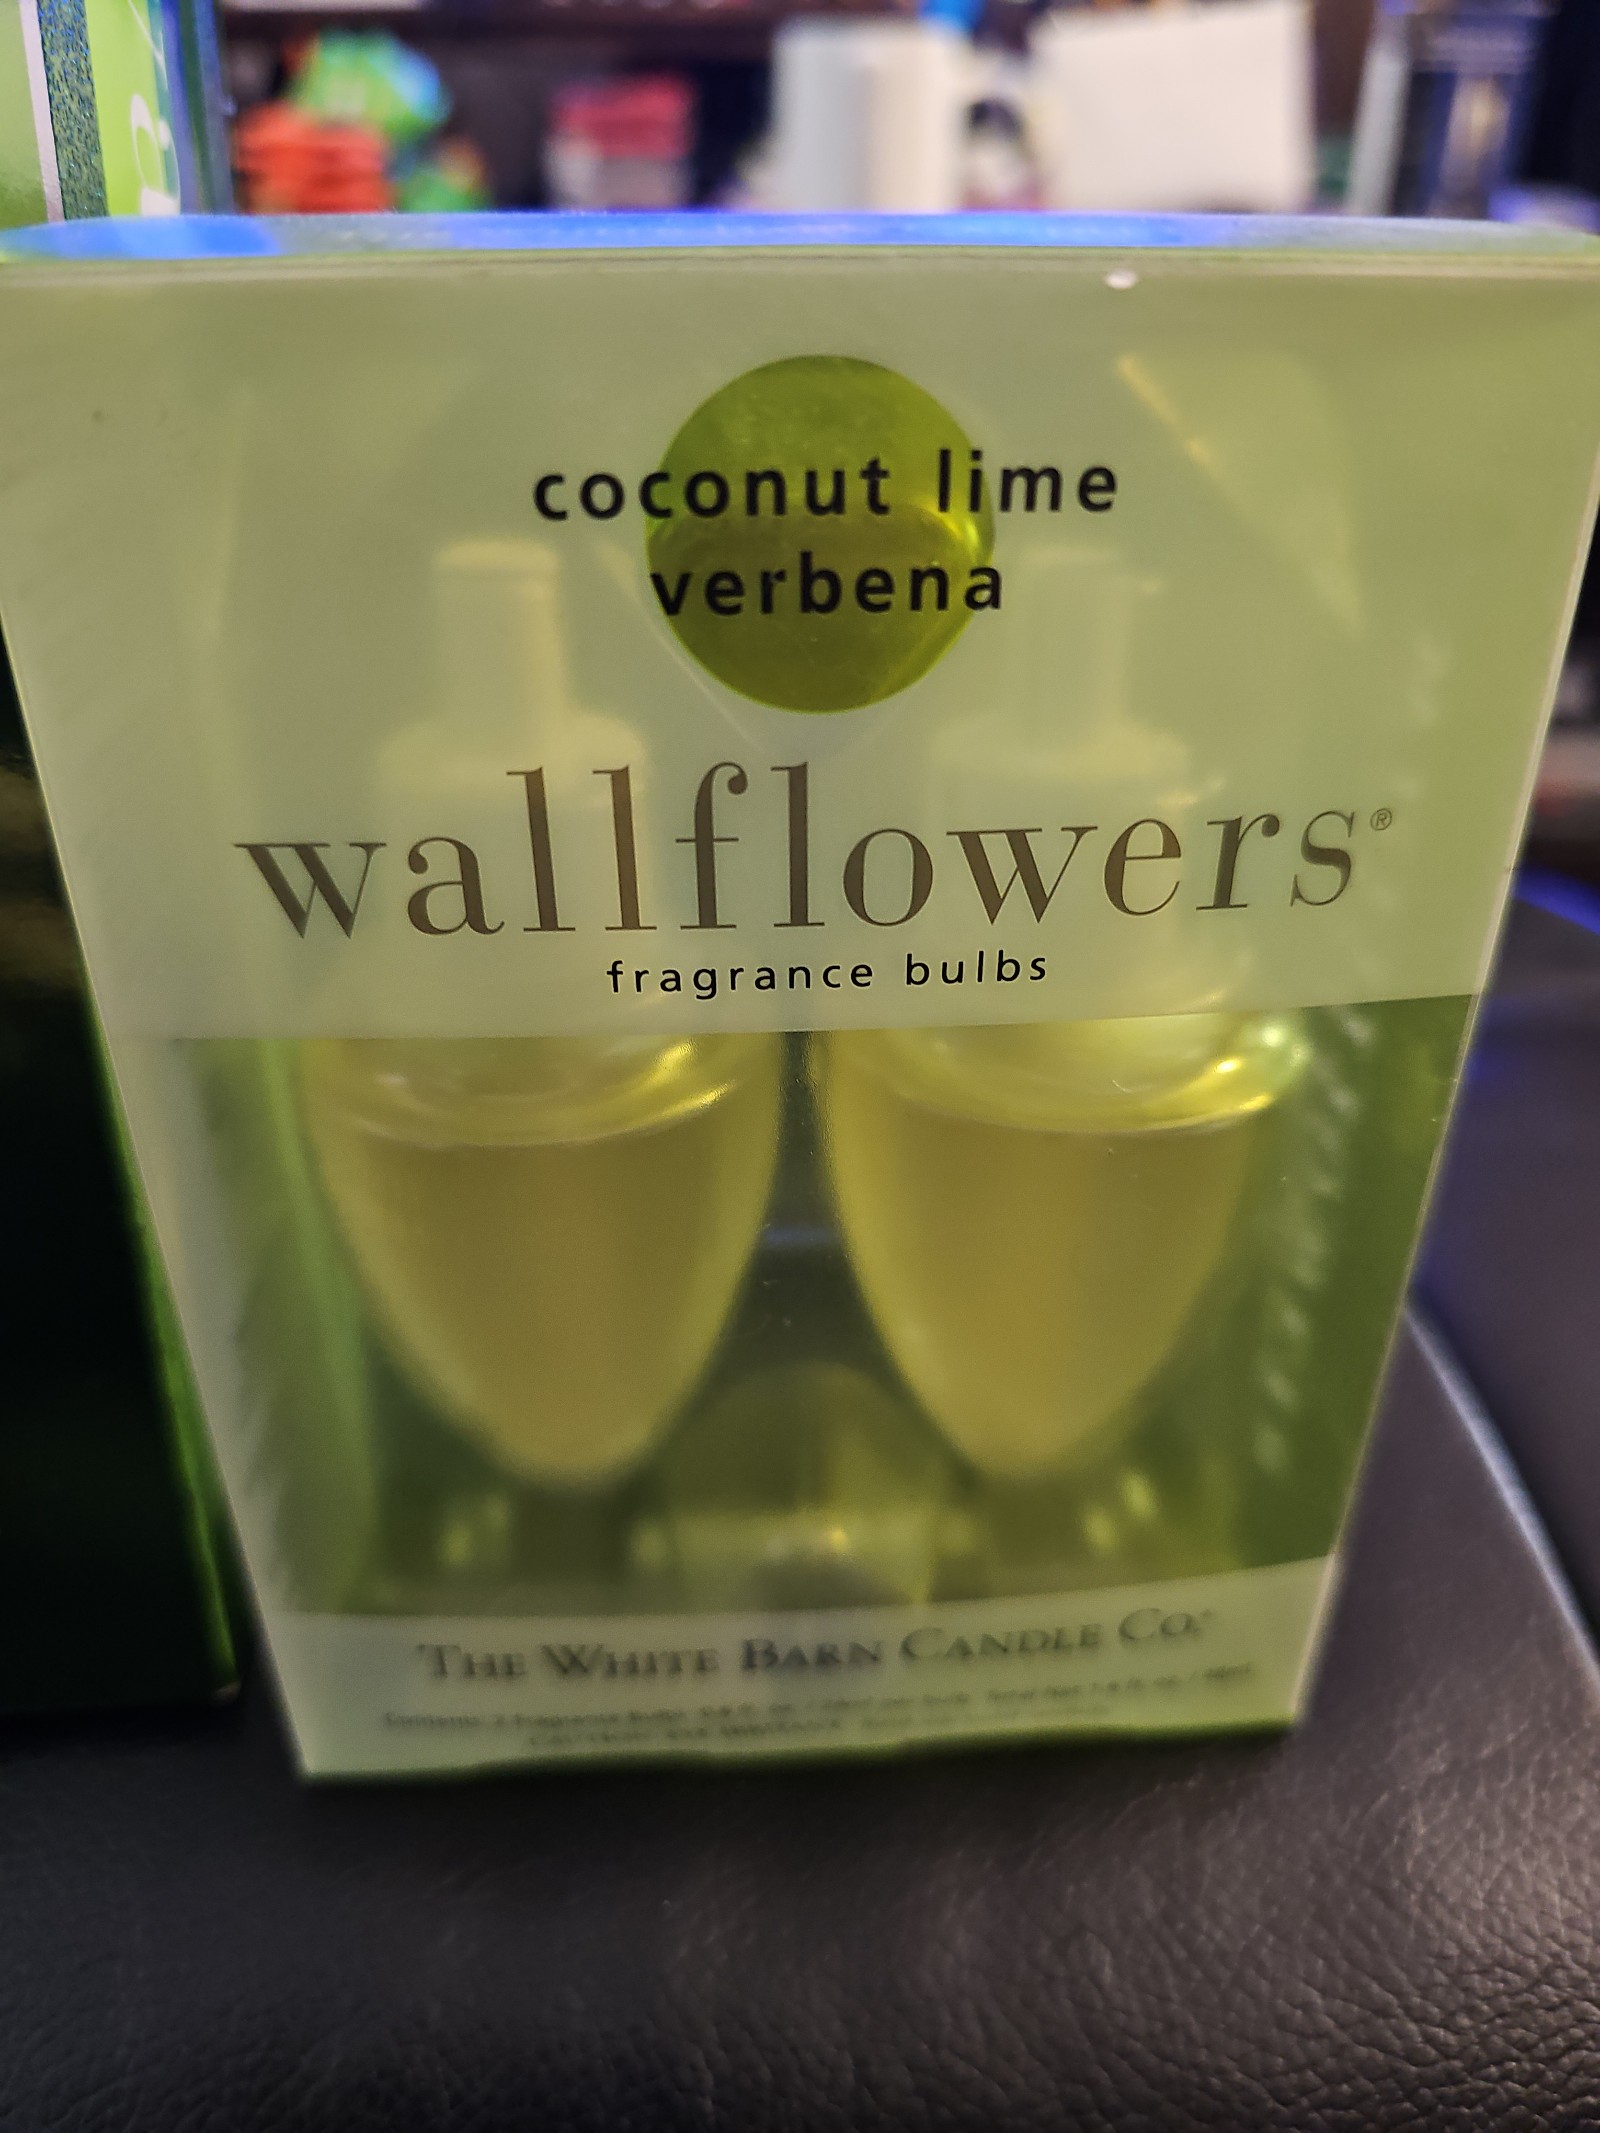 coconut lime
verbena
wallflowers®
fragrance bulbs
THE WHITE BARN CANDLE CO.